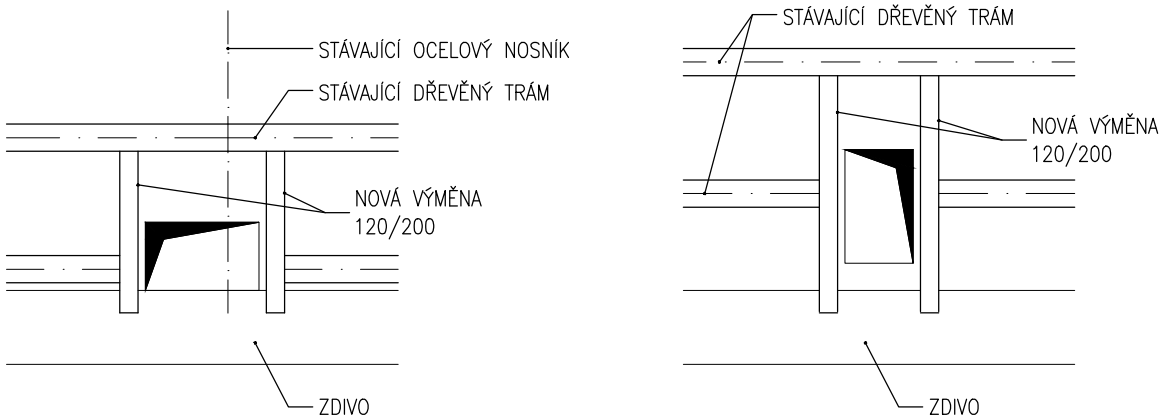 STÁVAJÍCÍ OCELOVÝ NOSNÍK
STÁVAJÍCÍ DŘEVĚNÝ TRÁM
NOVÁ VÝMĚNA
120/200
ZDIVO
STÁVAJÍCÍ DŘEVĚNÝ TRÁM
NOVÁ VÝMĚNA
120/200
ZDIVO